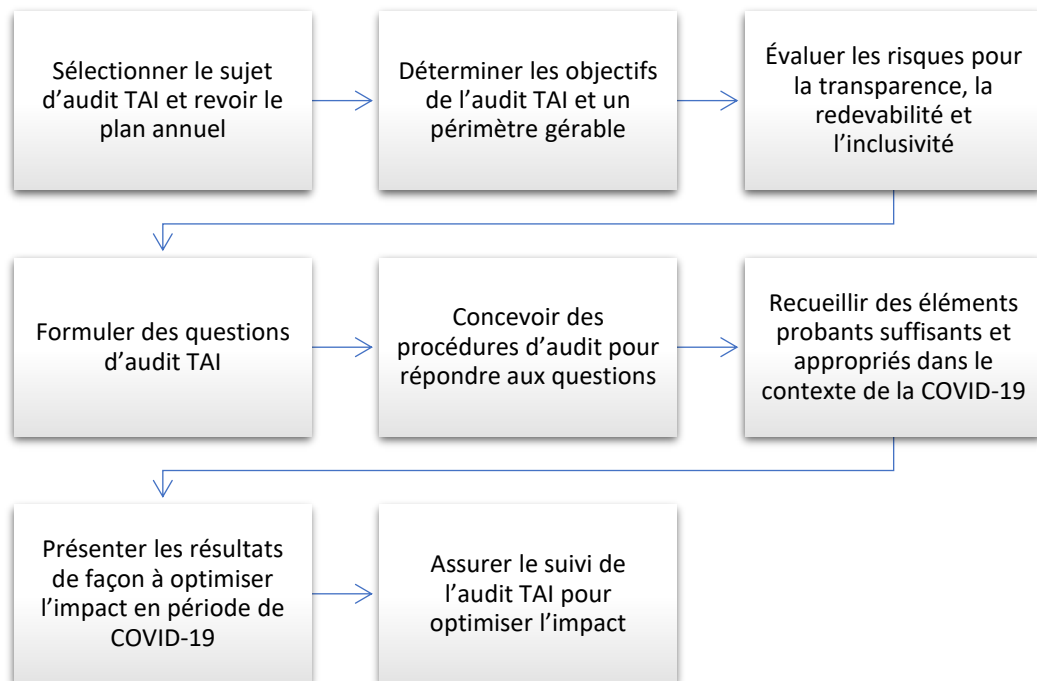 Sélectionner le sujet
d’audit TAI et revoir le
plan annuel
Déterminer les objectifs
de l’audit TAI et un
périmètre gérable
Évaluer les risques pour
la transparence, la
redevabilité et
l’inclusivité
Formuler des questions
d’audit TAI
Concevoir des
procédures d’audit pour
répondre aux questions
Recueillir des éléments
probants suffisants et
appropriés dans le
contexte de la COVID-19
Présenter les résultats
de façon à optimiser
l’impact en période de
COVID-19
Assurer le suivi de
l’audit TAI pour
optimiser l’impact